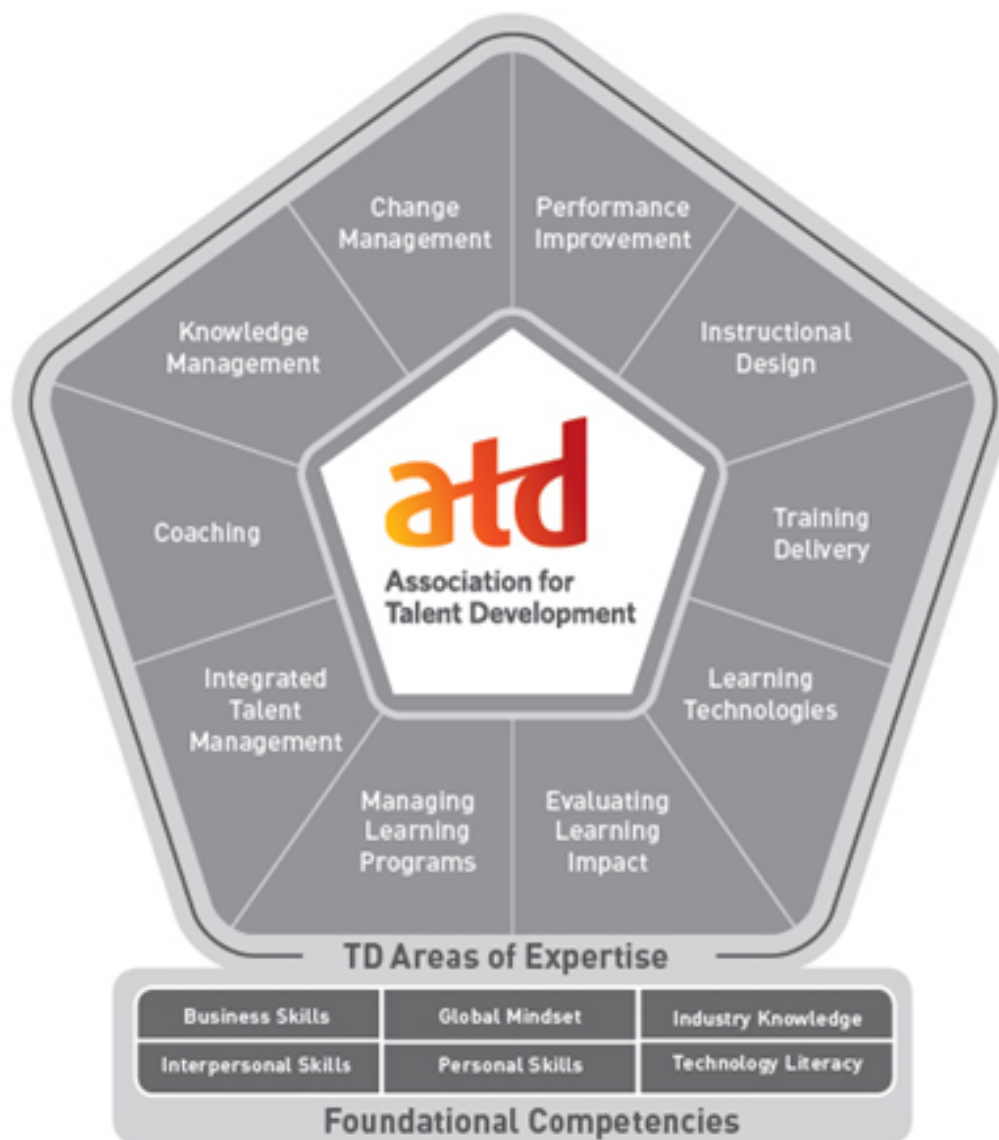 Change
Management
Performance
Improvement
Knowledge
Management
Instructional
Design
Coaching
Training
Delivery
Integrated
Talent
Management
Learning
Technologies
Managing
Learning
Programs
Evaluating
Learning
Impact
atd
Association for
Talent Development
TD Areas of Expertise
Business Skills
Global Mindset
Industry Knowledge
Interpersonal Skills
Personal Skills
Technology Literacy
Foundational Competencies